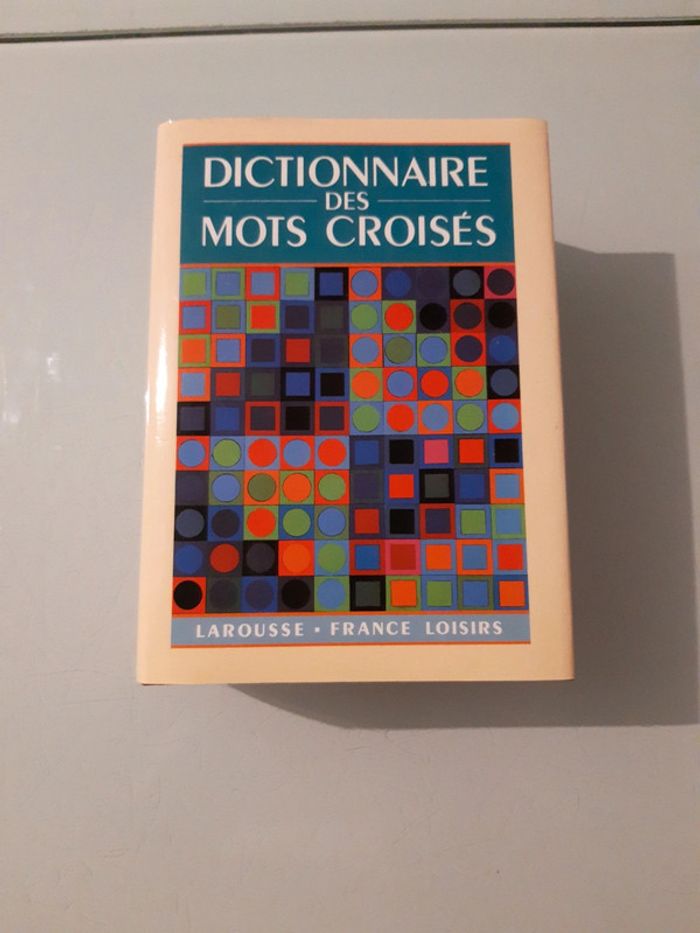 DICTIONNAIRE
DES
MOTS CROISÉS
LAROUSSE ▪ FRANCE LOISIRS